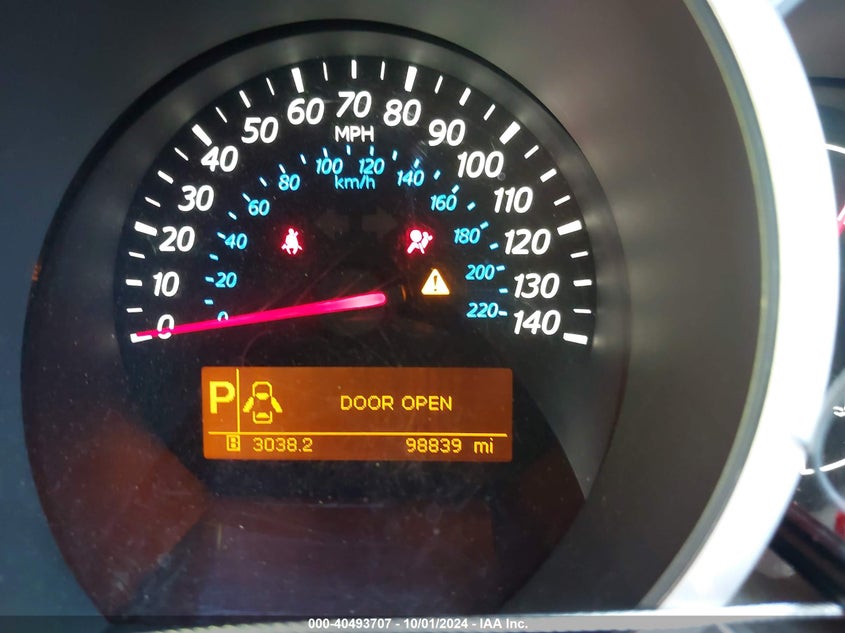 70
60 80
50 MPH 90
40 100 120 100
80 km/h 140
30 60 160 110
20 40 180 120
10 20 200 130
0 0 220 140
P DOOR OPEN
B 3038.2 98839 mi
000-40493707 - 10/01/2024 - IAA Inc.